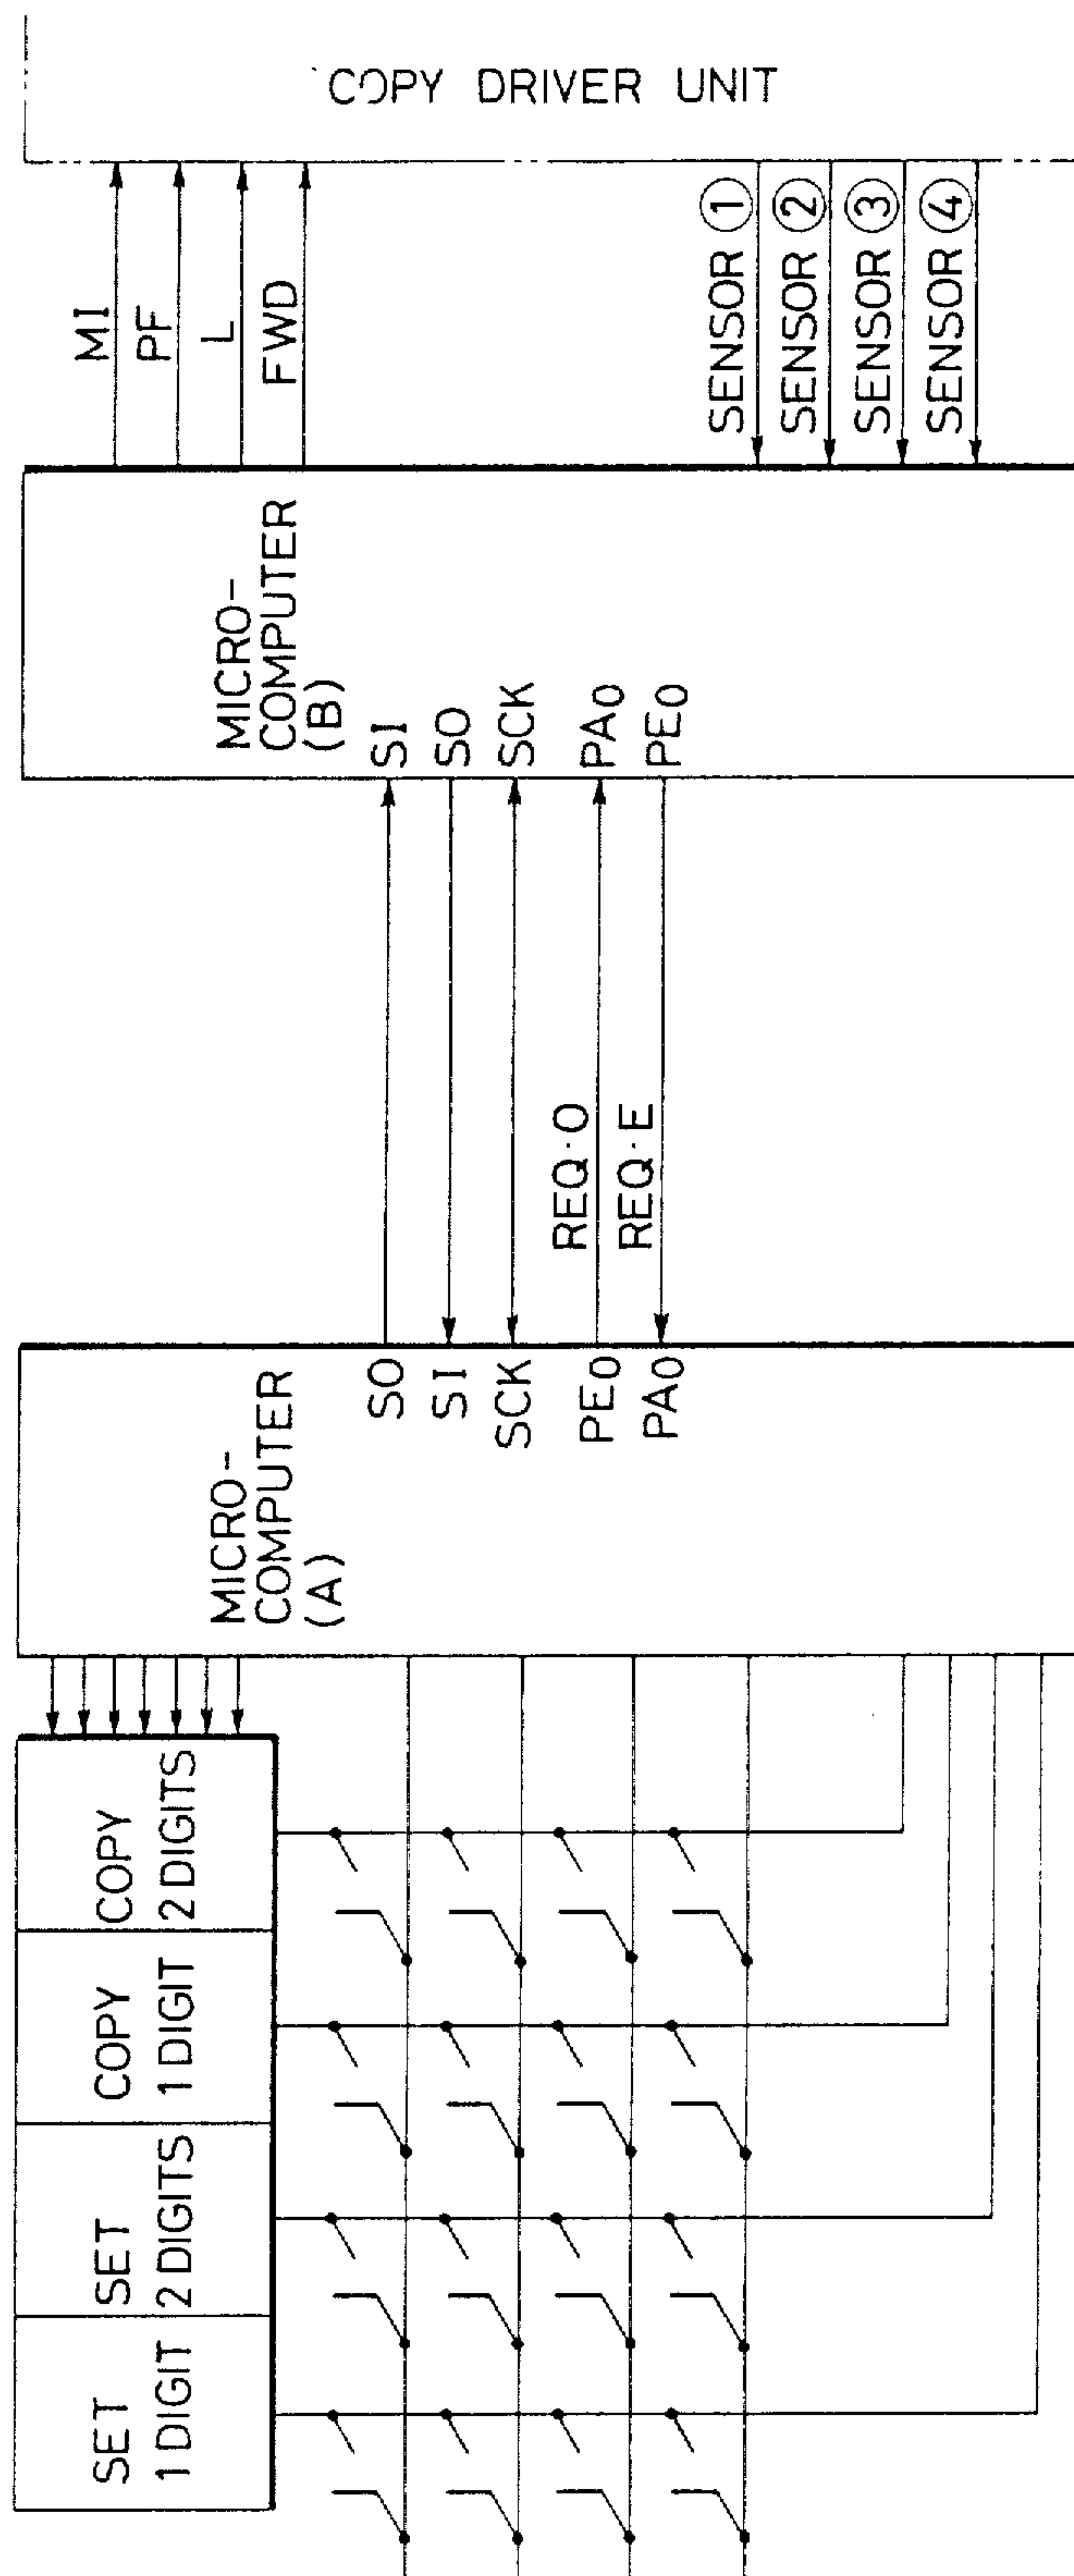 COPY DRIVER UNIT
MI
PF
L
FWD
SENSOR ①
SENSOR ②
SENSOR ③
SENSOR ④
MICRO-
COMPUTER
(B)
SI
SO
SCK
PA0
PE0
REQ·O
REQ·E
MICRO-
COMPUTER
(A)
SO
SI
SCK
PE0
PA0
COPY
2 DIGITS
COPY
1 DIGIT
SET
2 DIGITS
SET
1 DIGIT